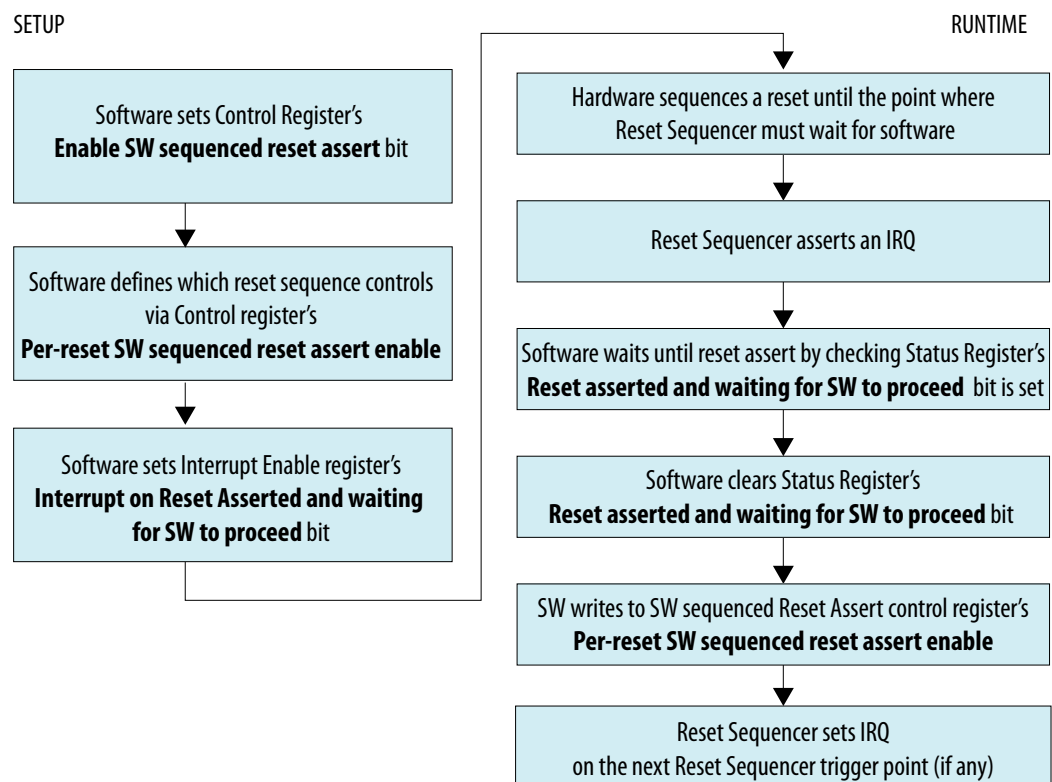 SETUP
Software sets Control Register's
Enable SW sequenced reset assert bit
Software defines which reset sequence controls
via Control register's
Per-reset SW sequenced reset assert enable
Software sets Interrupt Enable register's
Interrupt on Reset Asserted and waiting
for SW to proceed bit
RUNTIME
Hardware sequences a reset until the point where
Reset Sequencer must wait for software
Reset Sequencer asserts an IRQ
Software waits until reset assert by checking Status Register's
Reset asserted and waiting for SW to proceed bit is set
Software clears Status Register's
Reset asserted and waiting for SW to proceed bit
SW writes to SW sequenced Reset Assert control register's
Per-reset SW sequenced reset assert enable
Reset Sequencer sets IRQ
on the next Reset Sequencer trigger point (if any)